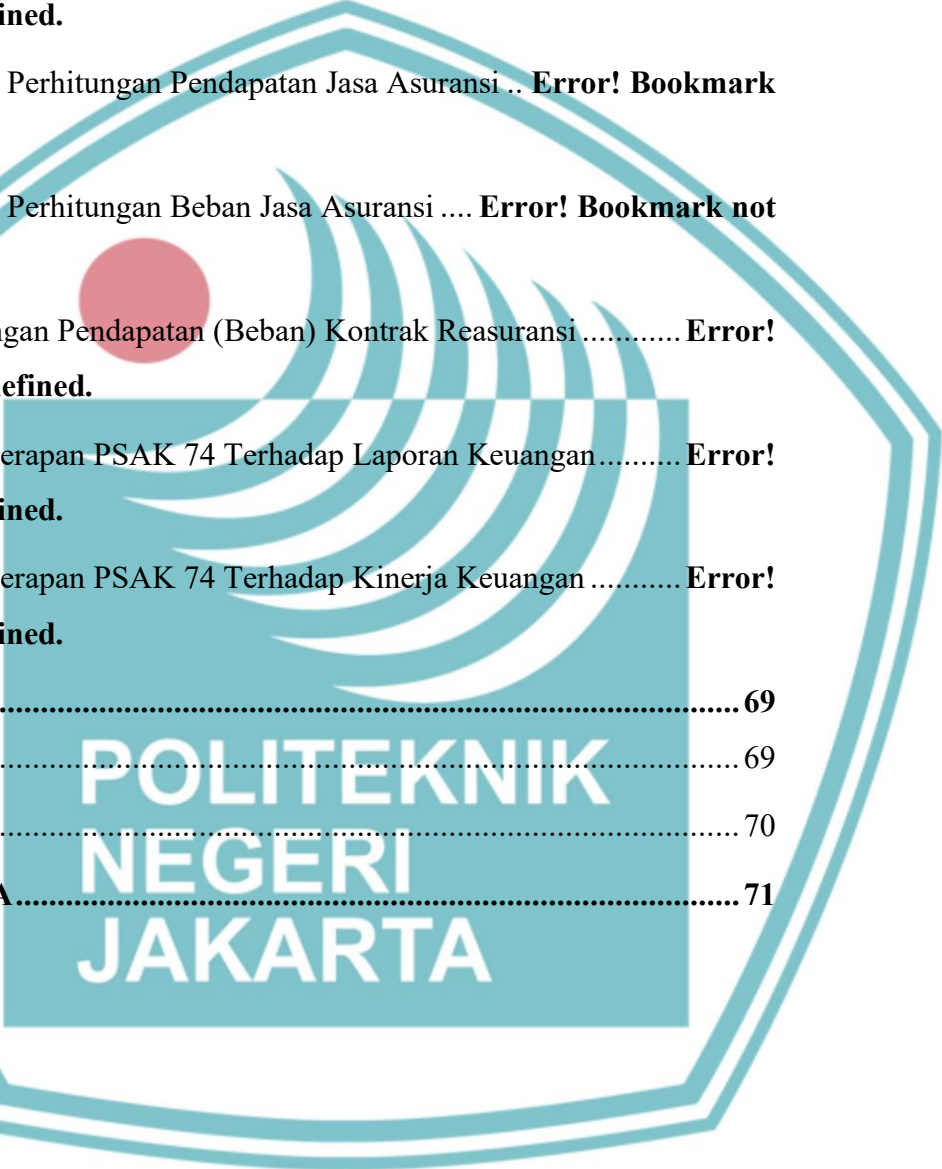 ined.
Perhitungan Pendapatan Jasa Asuransi .. Error! Bookmark
Perhitungan Beban Jasa Asuransi .... Error! Bookmark not
ngan Pendapatan (Beban) Kontrak Reasuransi ............ Error!
efined.
erapan PSAK 74 Terhadap Laporan Keuangan .......... Error!
ined.
erapan PSAK 74 Terhadap Kinerja Keuangan ........... Error!
ined.
69
69
70
A 71
POLITEKNIK
NEGERI
JAKARTA